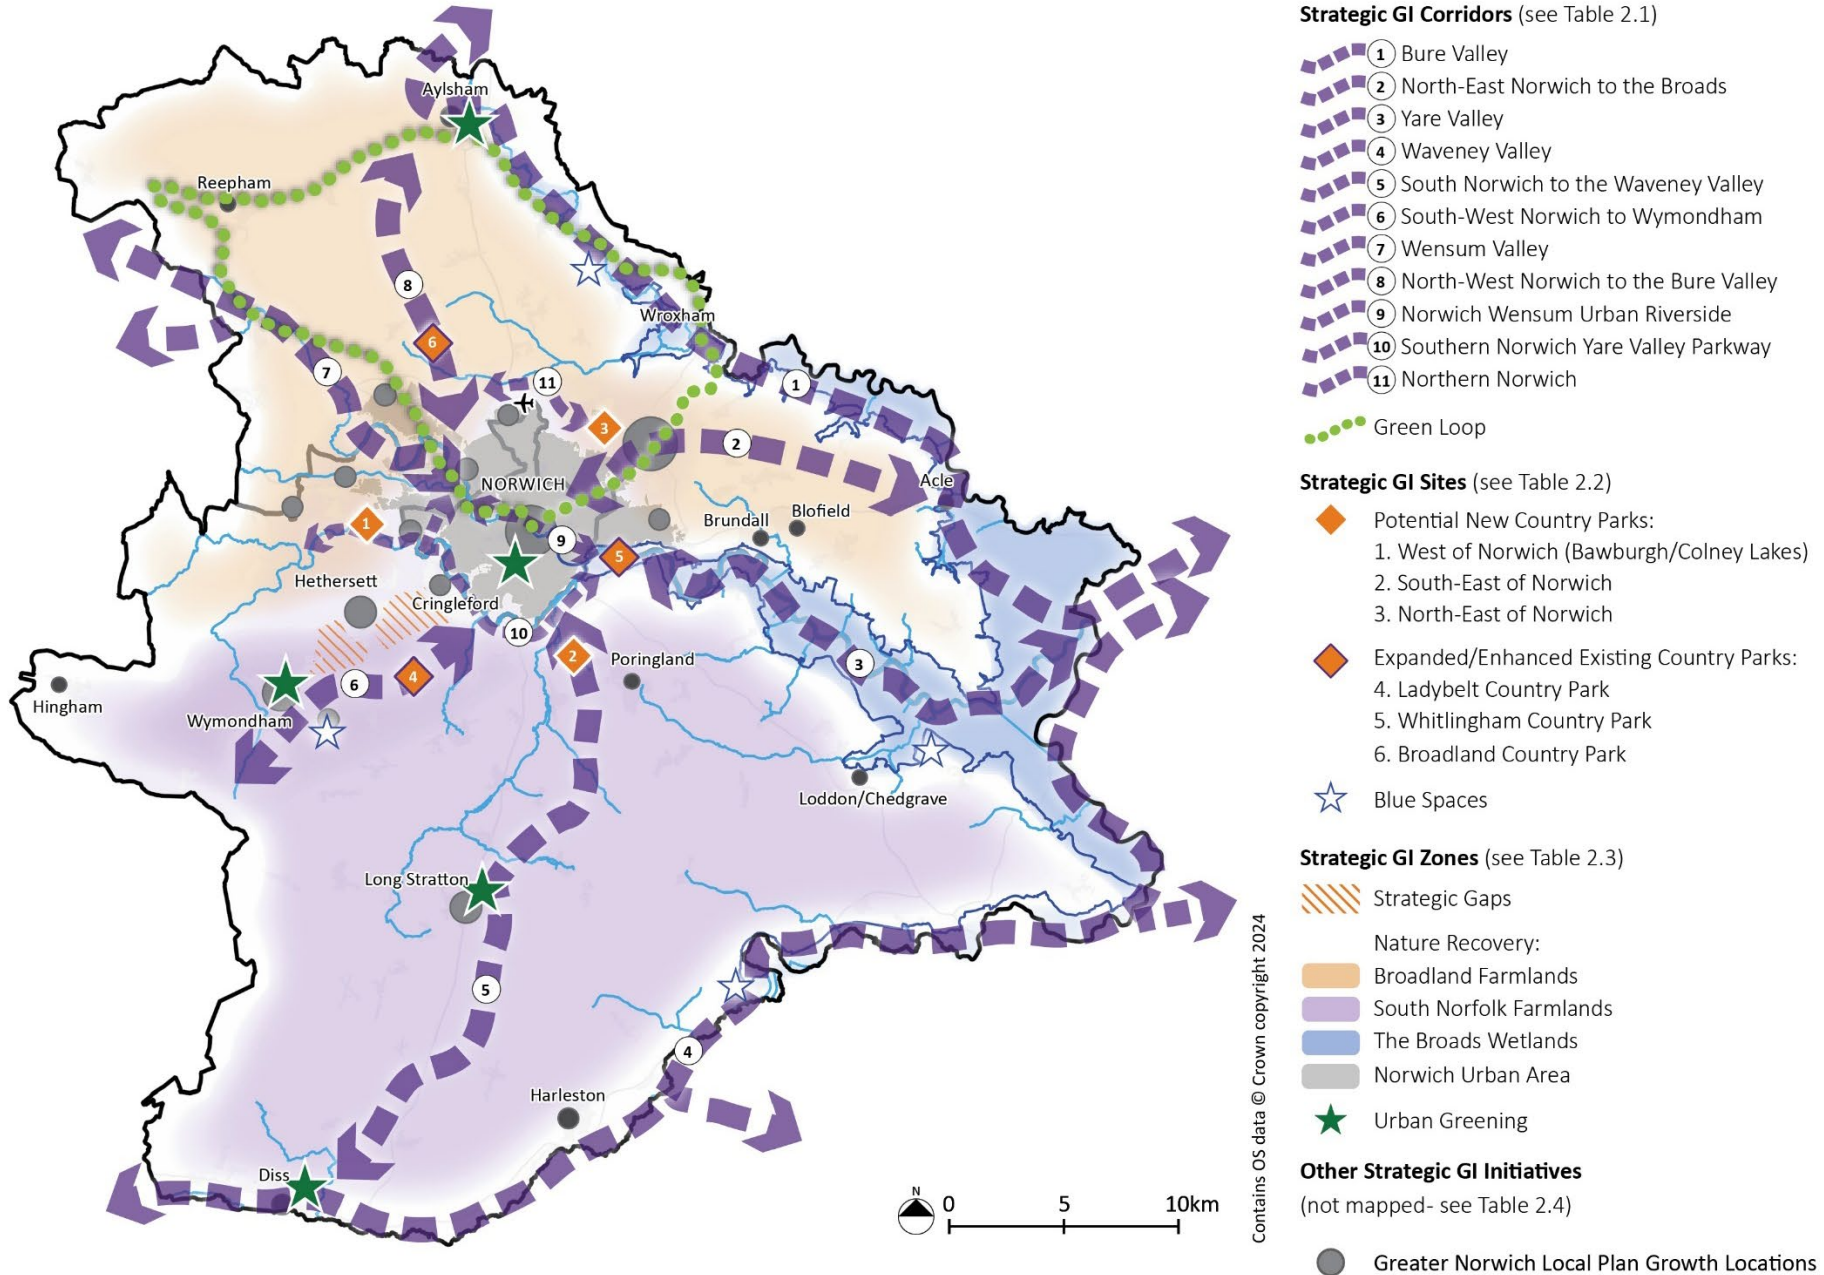 Aylsham
Reepham
8
Wroxham
6
7
11
1
3
2
NORWICH
Acle
Brundall
Blofield
1
9
5
Hethersett
Cringleford
10
2
Poringland
3
6
4
Hingham
Wymondham
Loddon/Chedgrave
Long Stratton
5
4
Harleston
Diss
N
0 5 10km
Contains OS data © Crown copyright 2024
Strategic GI Corridors (see Table 2.1)
1 Bure Valley
2 North-East Norwich to the Broads
3 Yare Valley
4 Waveney Valley
5 South Norwich to the Waveney Valley
6 South-West Norwich to Wymondham
7 Wensum Valley
8 North-West Norwich to the Bure Valley
9 Norwich Wensum Urban Riverside
10 Southern Norwich Yare Valley Parkway
11 Northern Norwich
Green Loop
Strategic GI Sites (see Table 2.2)
Potential New Country Parks:
1. West of Norwich (Bawburgh/Colney Lakes)
2. South-East of Norwich
3. North-East of Norwich
Expanded/Enhanced Existing Country Parks:
4. Ladybelt Country Park
5. Whitlingham Country Park
6. Broadland Country Park
Blue Spaces
Strategic GI Zones (see Table 2.3)
Strategic Gaps
Nature Recovery:
Broadland Farmlands
South Norfolk Farmlands
The Broads Wetlands
Norwich Urban Area
Urban Greening
Other Strategic GI Initiatives
(not mapped- see Table 2.4)
Greater Norwich Local Plan Growth Locations